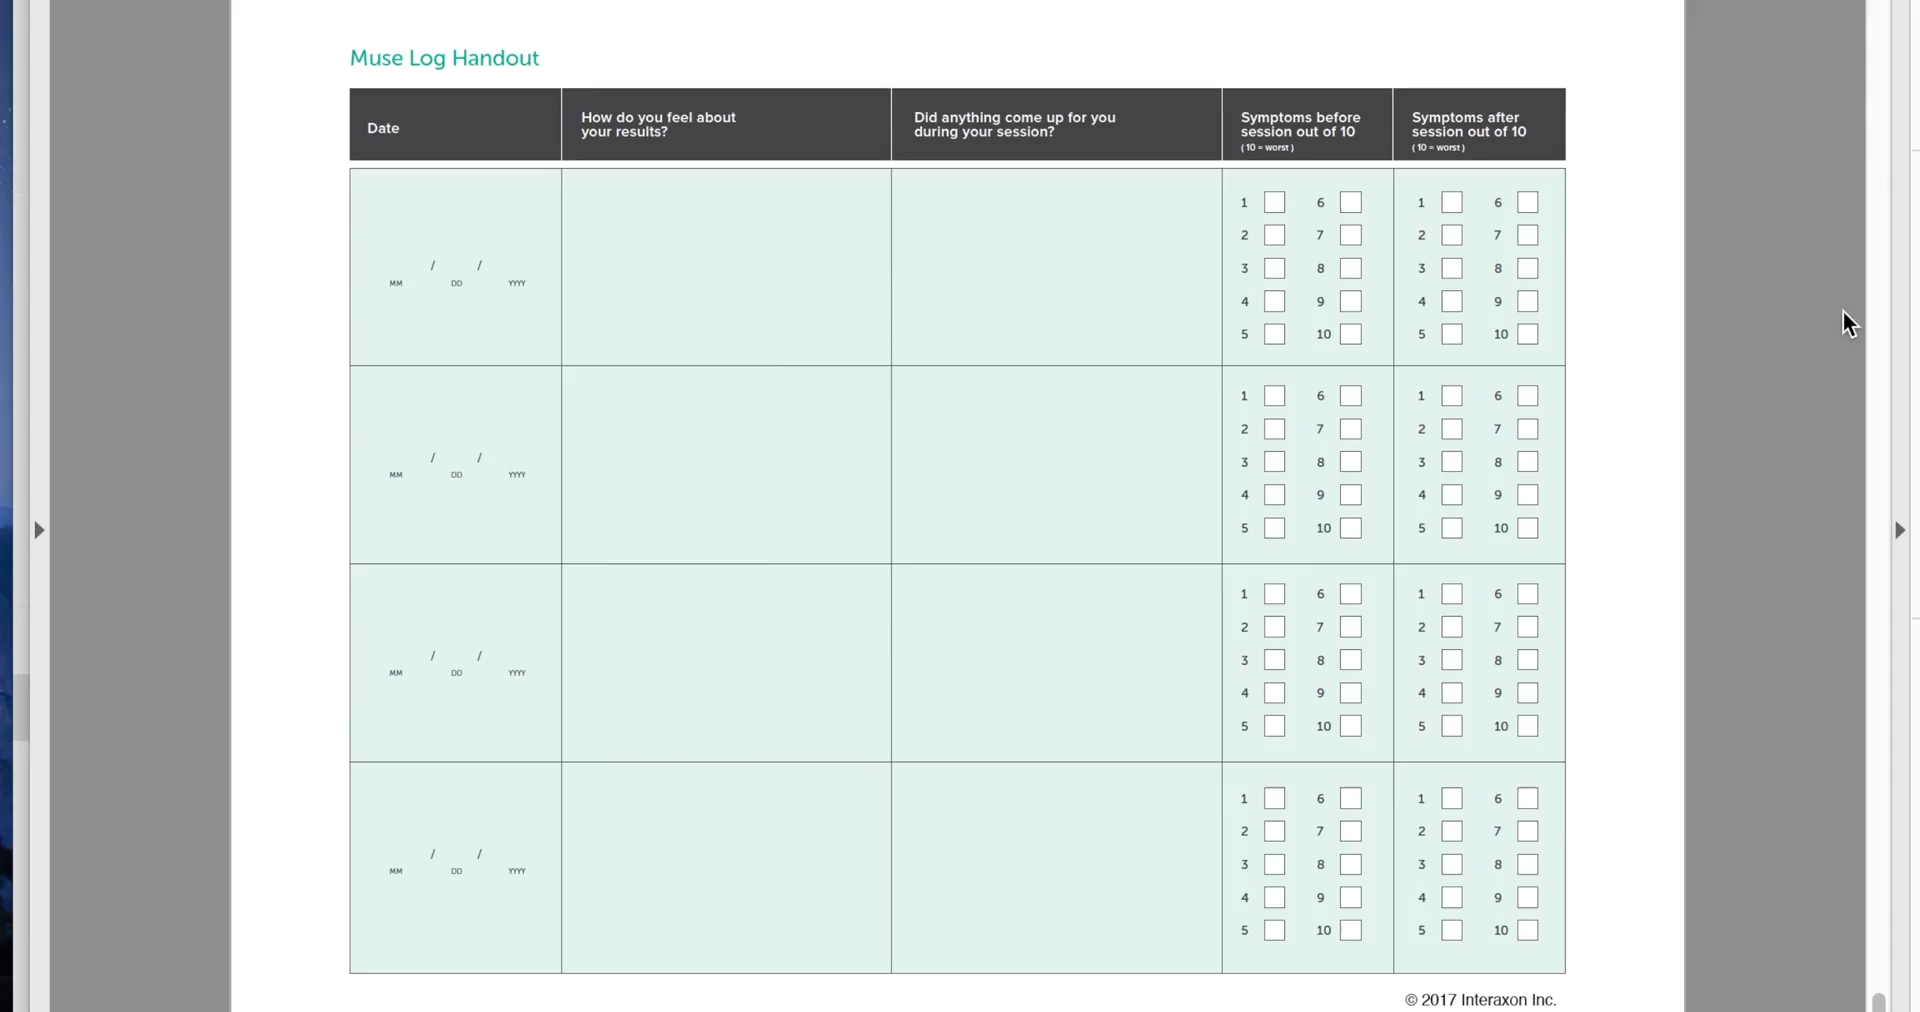 Muse Log Handout
Date
How do you feel about
your results?
Did anything come up for you
during your session?
Symptoms before
session out of 10
( 10 = worst )
Symptoms after
session out of 10
( 10 = worst )
/ /
MM DD YYYY
1 6 1 6
2 7 2 7
3 8 3 8
4 9 4 9
5 10 5 10
/ /
MM DD YYYY
1 6 1 6
2 7 2 7
3 8 3 8
4 9 4 9
5 10 5 10
/ /
MM DD YYYY
1 6 1 6
2 7 2 7
3 8 3 8
4 9 4 9
5 10 5 10
/ /
MM DD YYYY
1 6 1 6
2 7 2 7
3 8 3 8
4 9 4 9
5 10 5 10
© 2017 Interaxon Inc.